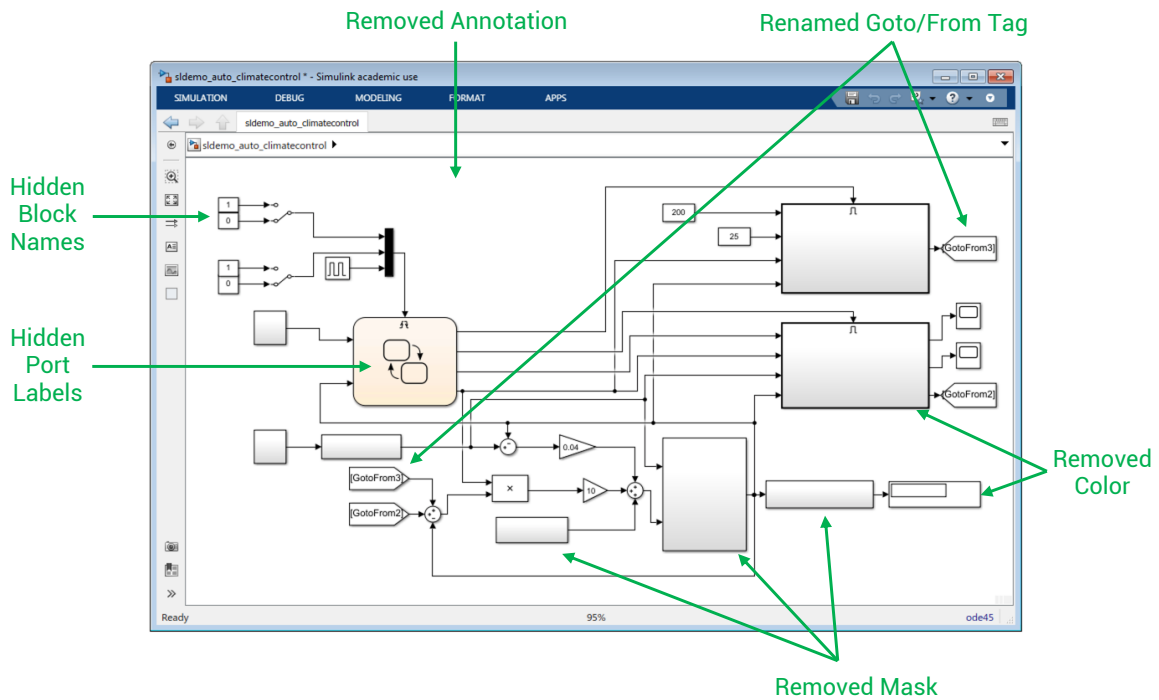 Removed Annotation
Renamed Goto/From Tag
sldemo_auto_climatecontrol * - Simulink academic use
SIMULATION DEBUG MODELING FORMAT APPS
sldemo_auto_climatecontrol
sldemo_auto_climatecontrol
Hidden
Block
Names
1
0
200
25
[GotoFrom3]
1
0
Hidden
Port
Labels
[GotoFrom2]
0.04
[GotoFrom3]
×
10
[GotoFrom2]
Removed
Color
Ready 95% ode45
Removed Mask